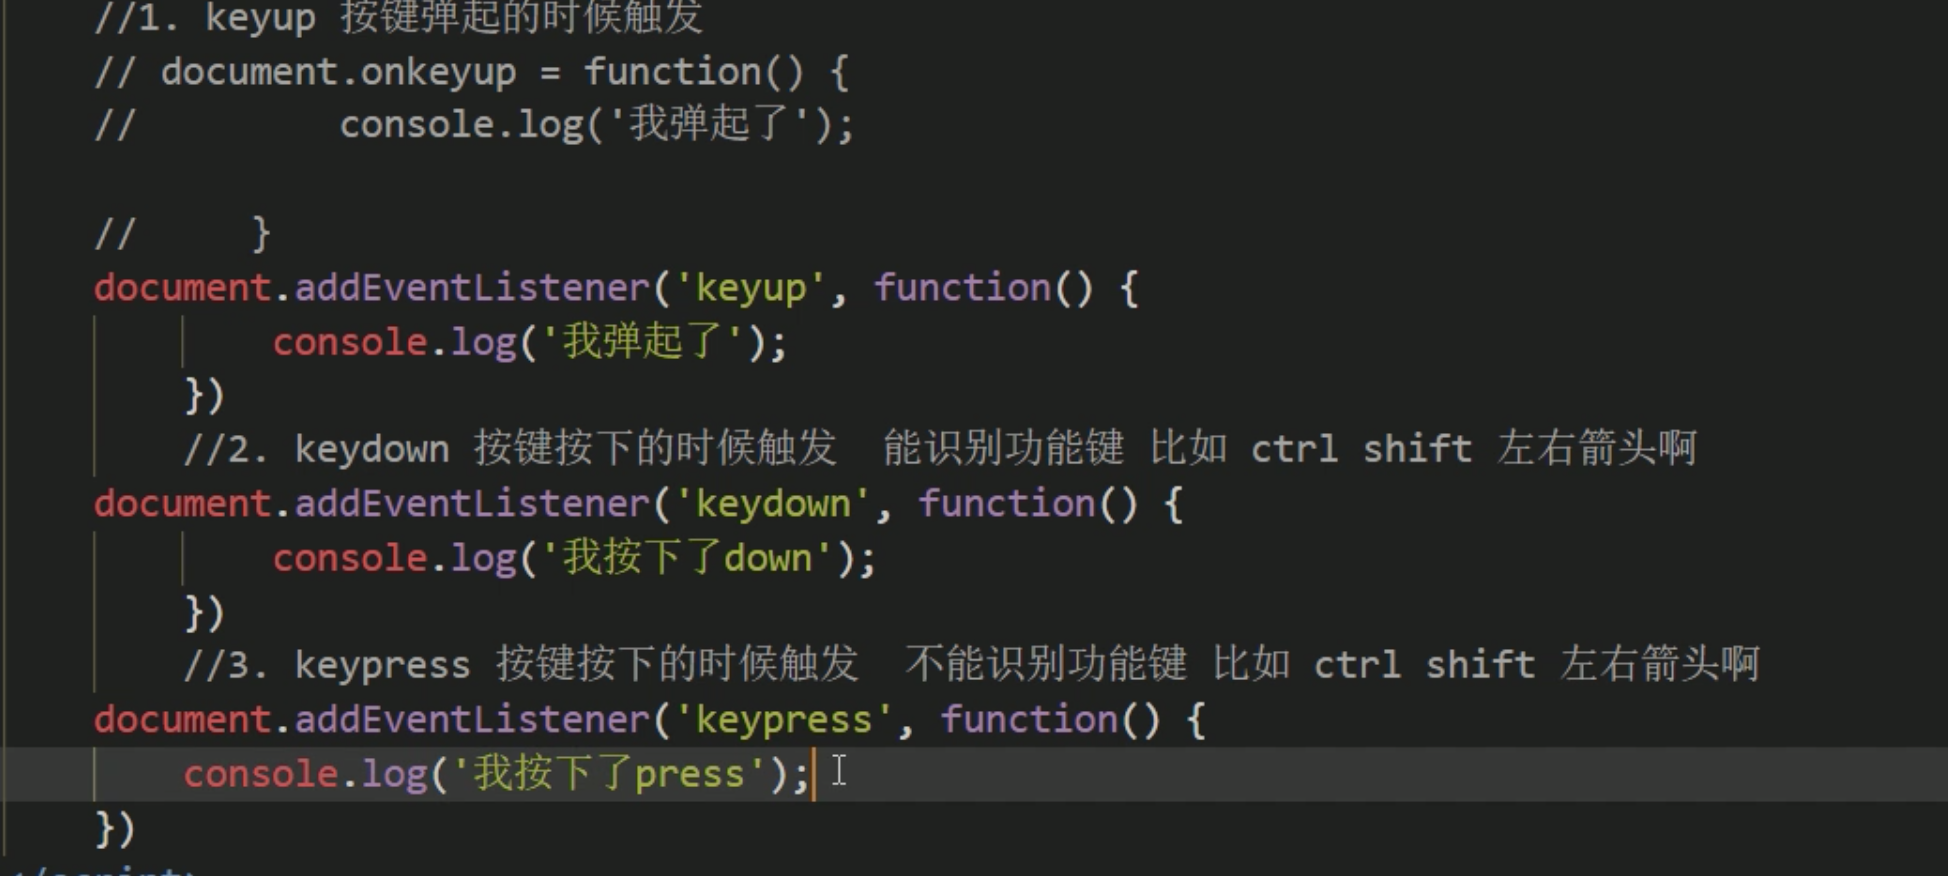 //1. keyup 按键弹起的时候触发
// document.onkeyup = function() {
//         console.log('我弹起了');
//     }
document.addEventListener('keyup', function() {
console.log('我弹起了');
})
//2. keydown 按键按下的时候触发  能识别功能键 比如 ctrl shift 左右箭头啊
document.addEventListener('keydown', function() {
console.log('我按下了down');
})
//3. keypress 按键按下的时候触发  不能识别功能键 比如 ctrl shift 左右箭头啊
document.addEventListener('keypress', function() {
console.log('我按下了press');
})
</script>